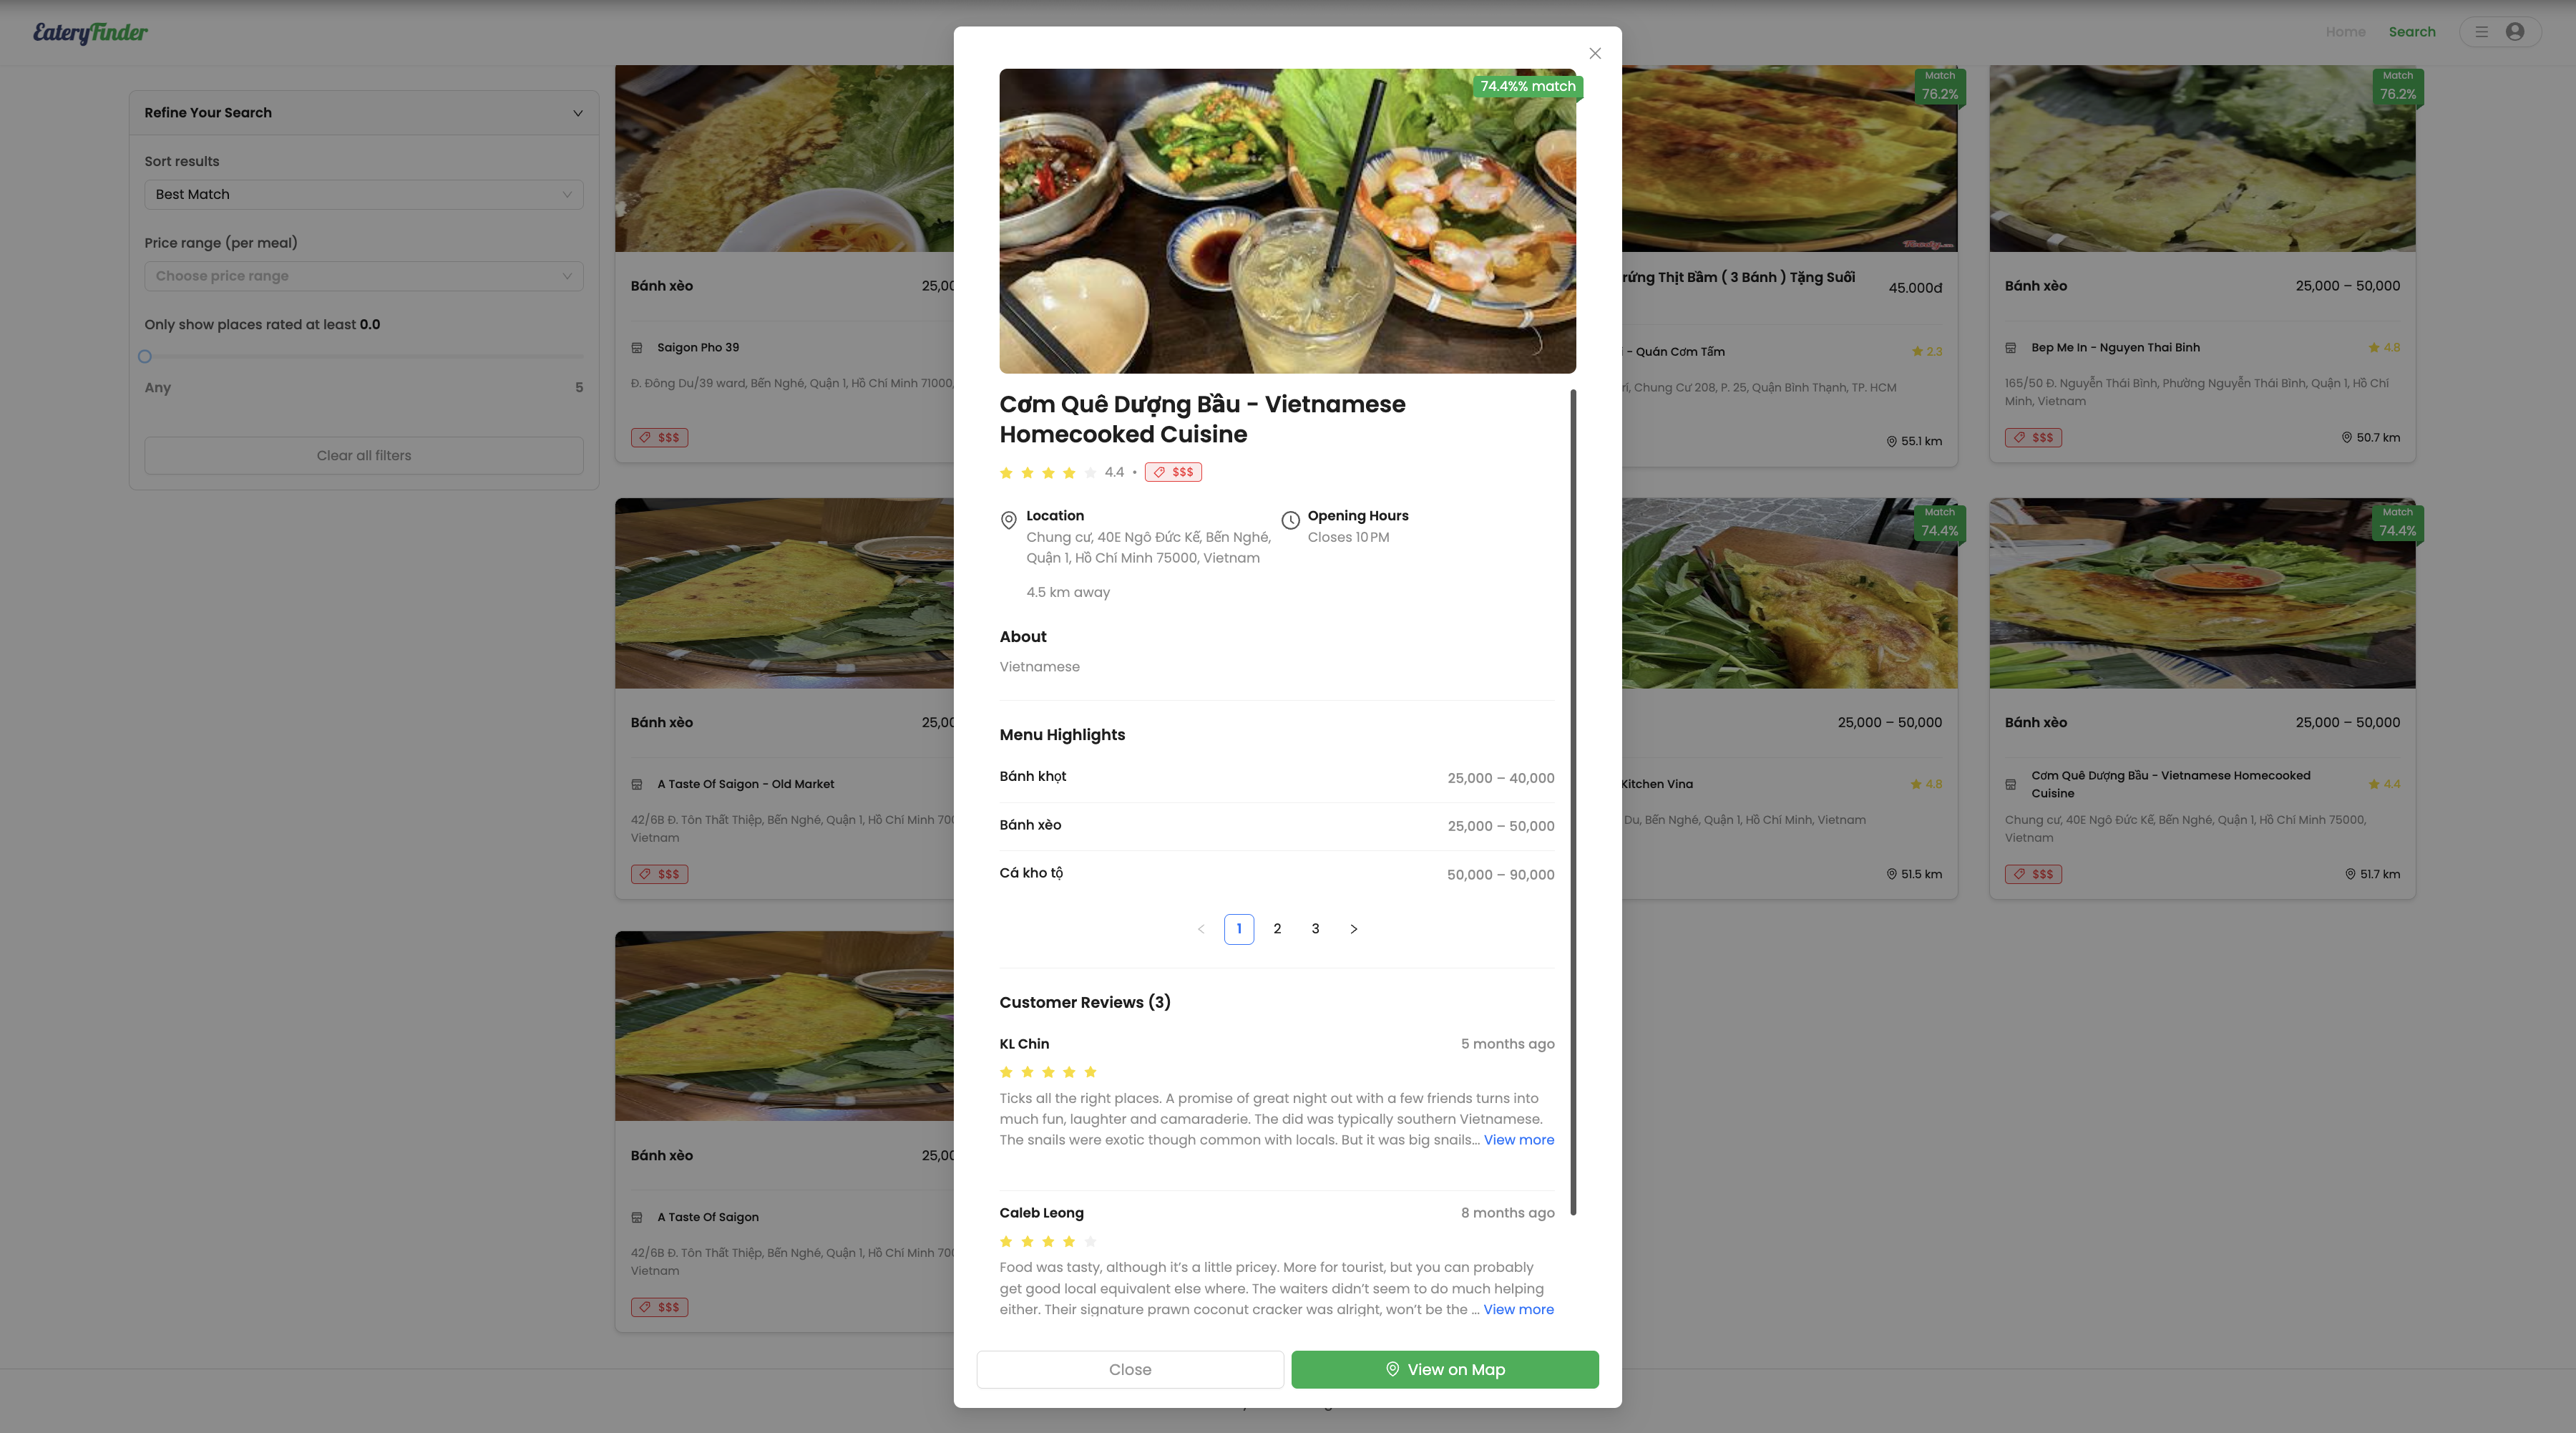 EateryFinder
Home
Search
Refine Your Search
Sort results
Best Match
Price range (per meal)
Choose price range
Only show places rated at least 0.0
Any
5
Clear all filters
Bánh xèo
25,00
Saigon Pho 39
Đ. Đông Du/39 ward, Bến Nghé, Quận 1, Hồ Chí Minh 71000,
$$$
Bánh xèo
25,00
A Taste Of Saigon - Old Market
42/6B Đ. Tôn Thất Thiệp, Bến Nghé, Quận 1, Hồ Chí Minh 700
Vietnam
$$$
Bánh xèo
25,00
A Taste Of Saigon
42/6B Đ. Tôn Thất Thiệp, Bến Nghé, Quận 1, Hồ Chí Minh 700
Vietnam
$$$
74.4%% match
Cơm Quê Dượng Bầu - Vietnamese
Homecooked Cuisine
4.4 • $$$
Location
Chung cư, 40E Ngô Đức Kế, Bến Nghé,
Quận 1, Hồ Chí Minh 75000, Vietnam
4.5 km away
Opening Hours
Closes 10 PM
About
Vietnamese
Menu Highlights
Bánh khọt
25,000 – 40,000
Bánh xèo
25,000 – 50,000
Cá kho tộ
50,000 – 90,000
1 2 3
Customer Reviews (3)
KL Chin
5 months ago
Ticks all the right places. A promise of great night out with a few friends turns into
much fun, laughter and camaraderie. The did was typically southern Vietnamese.
The snails were exotic though common with locals. But it was big snails... View more
Caleb Leong
8 months ago
Food was tasty, although it’s a little pricey. More for tourist, but you can probably
get good local equivalent else where. The waiters didn’t seem to do much helping
either. Their signature prawn coconut cracker was alright, won’t be the ... View more
Close
View on Map
Match
76.2%
rứng Thịt Bằm ( 3 Bánh ) Tặng Suối
45.000đ
- Quán Cơm Tấm
2.3
rí, Chung Cư 208, P. 25, Quận Bình Thạnh, TP. HCM
55.1 km
Match
76.2%
Bánh xèo
25,000 – 50,000
Bep Me In - Nguyen Thai Binh
4.8
165/50 Đ. Nguyễn Thái Bình, Phường Nguyễn Thái Bình, Quận 1, Hồ Chí
Minh, Vietnam
$$$
50.7 km
Match
74.4%
25,000 – 50,000
Kitchen Vina
4.8
Du, Bến Nghé, Quận 1, Hồ Chí Minh, Vietnam
51.5 km
Match
74.4%
Bánh xèo
25,000 – 50,000
Cơm Quê Dượng Bầu - Vietnamese Homecooked
Cuisine
4.4
Chung cư, 40E Ngô Đức Kế, Bến Nghé, Quận 1, Hồ Chí Minh 75000,
Vietnam
$$$
51.7 km